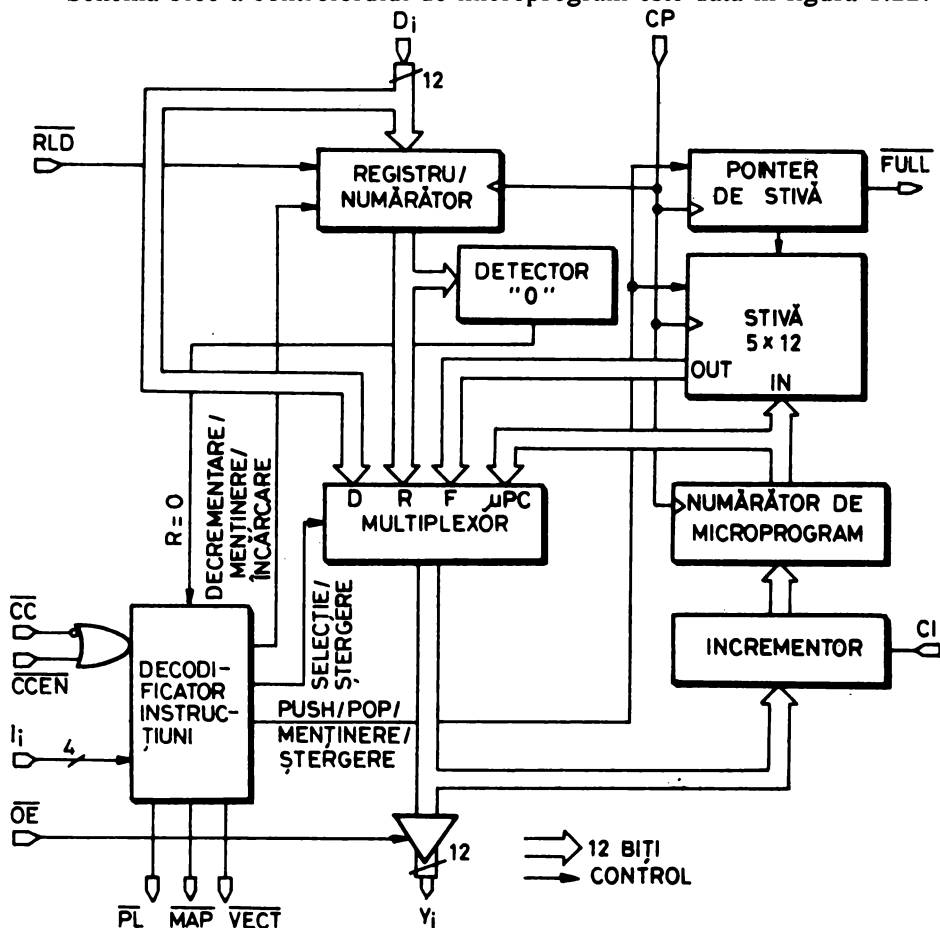 Schema bloc a controlorului de microprogram este dată în figura
Di
CP
12
RLD
REGISTRU/
NUMĂRĂTOR
POINTER
DE STIVĂ
FULL
DETECTOR
"0"
STIVĂ
5×12
OUT
IN
R=0
DECREMENTARE/
MENȚINERE/
ÎNCĂRCARE
D R F μPC
MULTIPLEXOR
NUMĂRĂTOR DE
MICROPROGRAM
CC
CCEN
SELECȚIE/
ȘTERGERE
INCREMENTOR
CI
DECODI-
FICATOR
INSTRUC-
ȚIUNI
PUSH/POP/
MENȚINERE/
ȘTERGERE
Ii
4
OE
12
12 BIȚI
CONTROL
PL
MAP
VECT
Yi